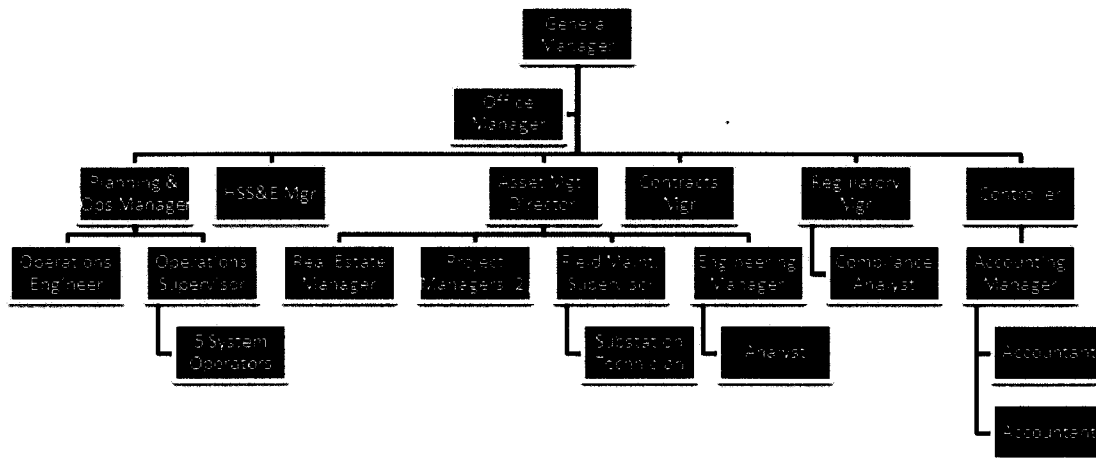 General
Manager
Office
Manager
Planning &
Ops Manager
HSS&E Mgr
Asset Mgt.
Director
Contracts
Mgr
Regulatory
Mgr
Controller
Operations
Engineer
Operations
Supervisor
Real Estate
Manager
Project
Managers 2
Field Maint.
Supervisor
Engineering
Manager
Compliance
Analyst
Accounting
Manager
5 System
Operators
Substation
Technician
Analyst
Accountant
Accountant